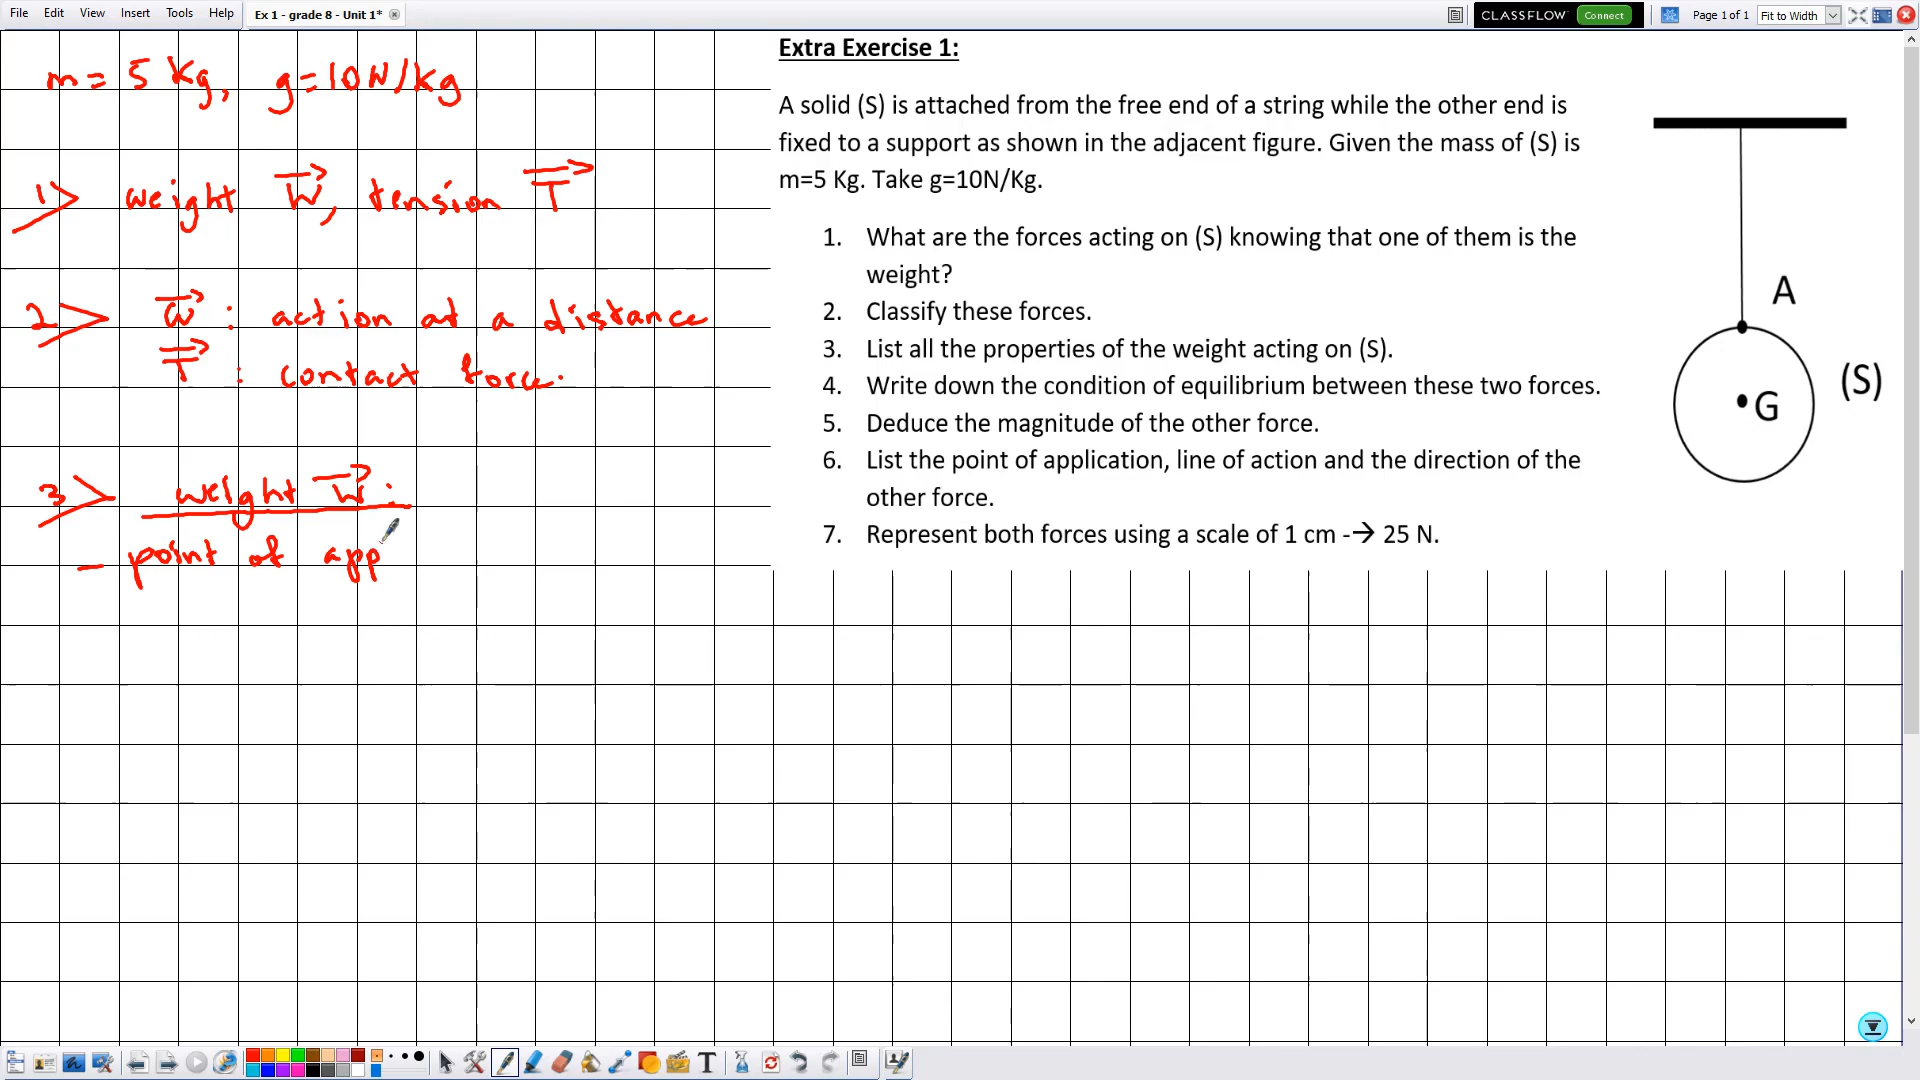 File Edit View Insert Tools Help Ex 1 - grade 8 - Unit 1* CLASSFLOW Connect Page 1 of 1 Fit to Width
m = 5 Kg, g = 10N/Kg
1> weight W, tension T
2> W : action at a distance
T : contact force.
3> weight W :
- point of app
Extra Exercise 1:
A solid (S) is attached from the free end of a string while the other end is
fixed to a support as shown in the adjacent figure. Given the mass of (S) is
m=5 Kg. Take g=10N/Kg.
1. What are the forces acting on (S) knowing that one of them is the
weight?
2. Classify these forces.
3. List all the properties of the weight acting on (S).
4. Write down the condition of equilibrium between these two forces.
5. Deduce the magnitude of the other force.
6. List the point of application, line of action and the direction of the
other force.
7. Represent both forces using a scale of 1 cm -→ 25 N.
A
(S)
G
T